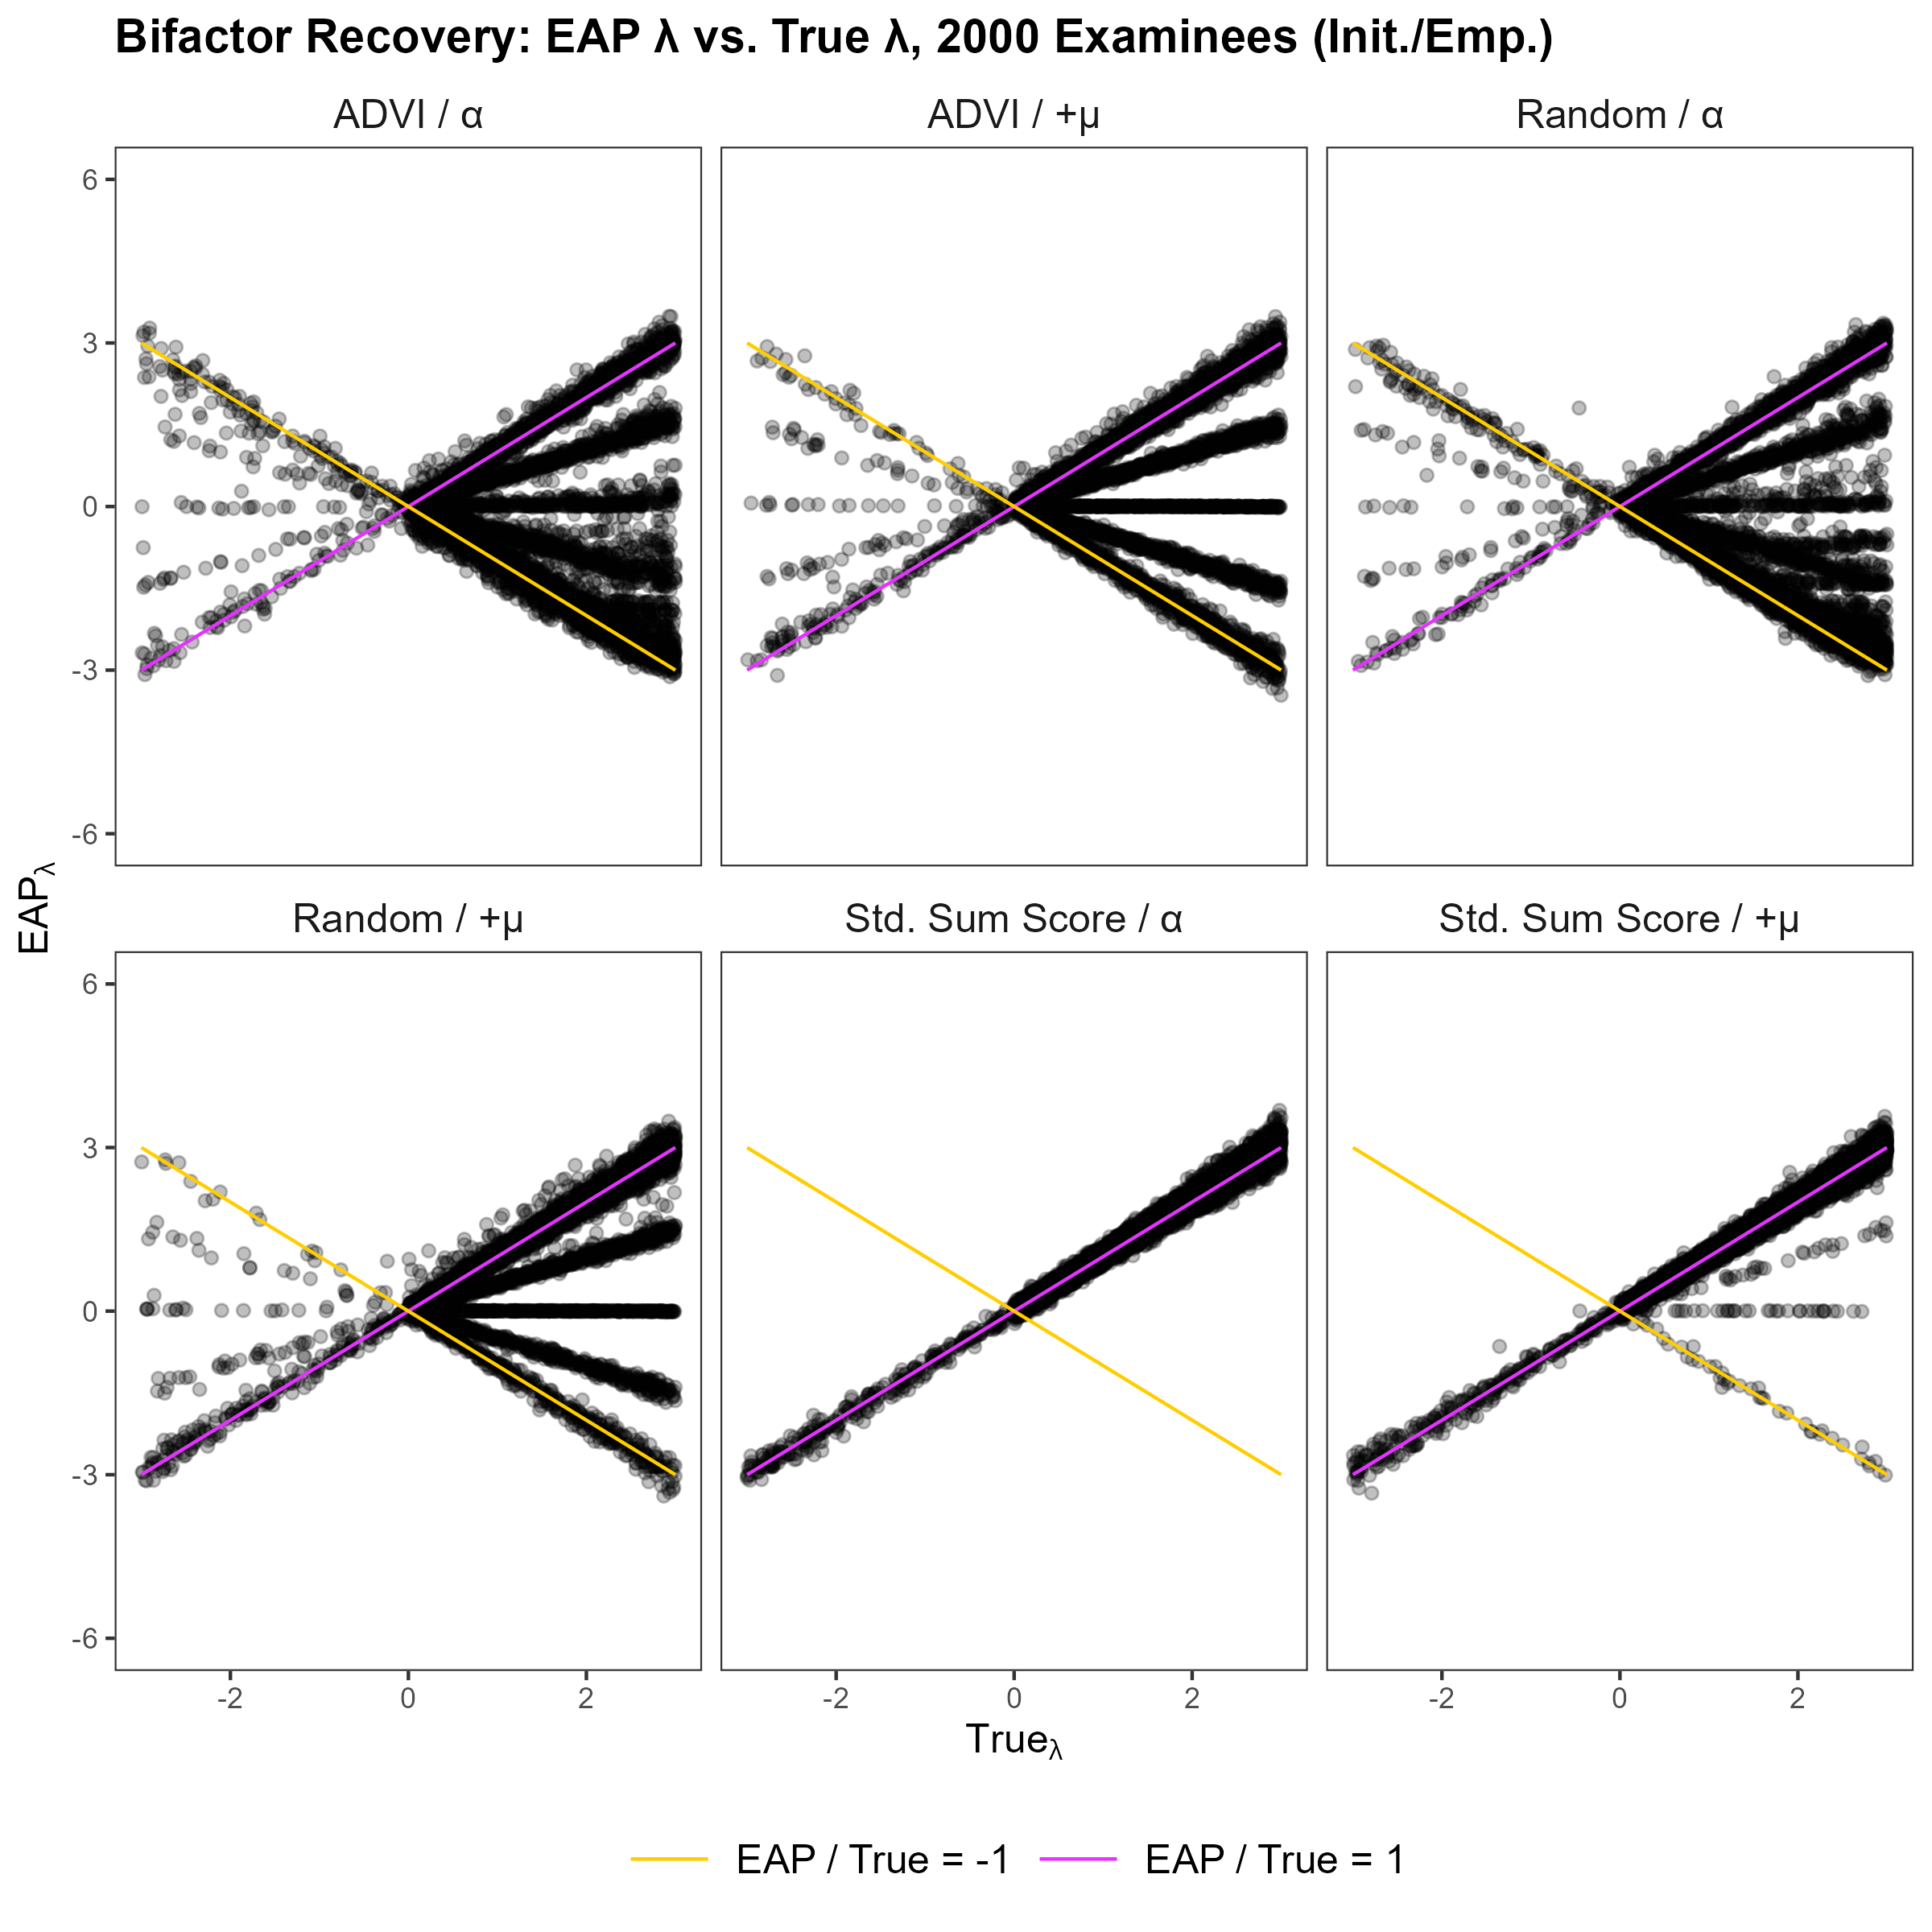 Bifactor Recovery: EAP λ vs. True λ, 2000 Examinees (Init./Emp.)
ADVI / α
ADVI / +μ
Random / α
6
3
0
-3
-6
EAPλ
Random / +μ
Std. Sum Score / α
Std. Sum Score / +μ
6
3
0
-3
-6
-2 0 2
-2 0 2
-2 0 2
Trueλ
EAP / True = -1
EAP / True = 1